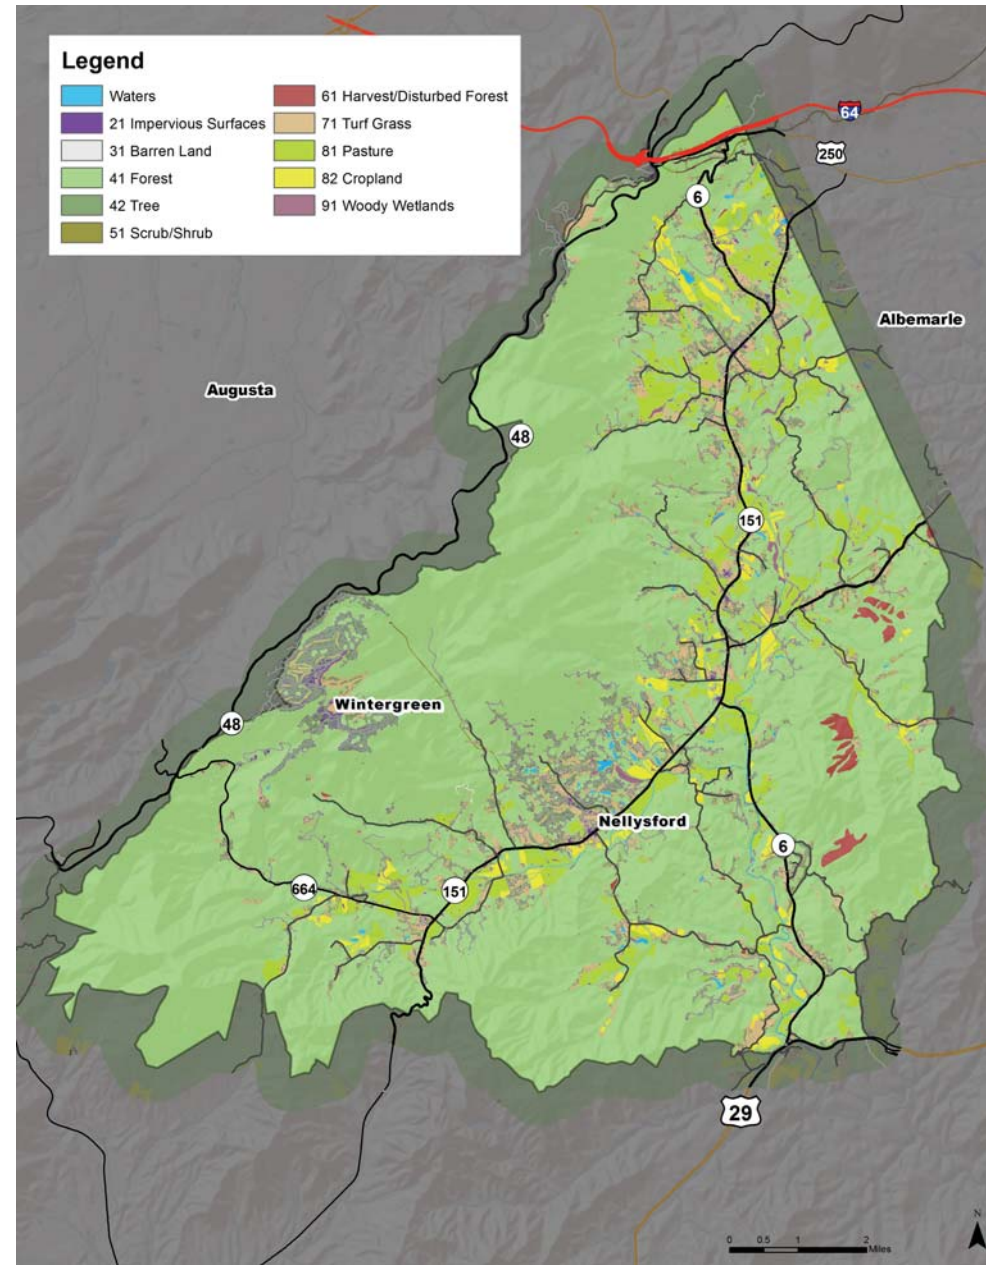 Legend
Waters
21 Impervious Surfaces
31 Barren Land
41 Forest
42 Tree
51 Scrub/Shrub
61 Harvest/Disturbed Forest
71 Turf Grass
81 Pasture
82 Cropland
91 Woody Wetlands
64
250
6
Albemarle
Augusta
48
151
Wintergreen
48
Nellysford
6
664
151
29
N
0 0.5 1 2
Miles